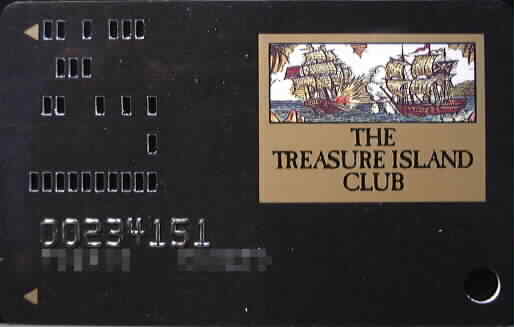 THE
TREASURE ISLAND
CLUB
00234151